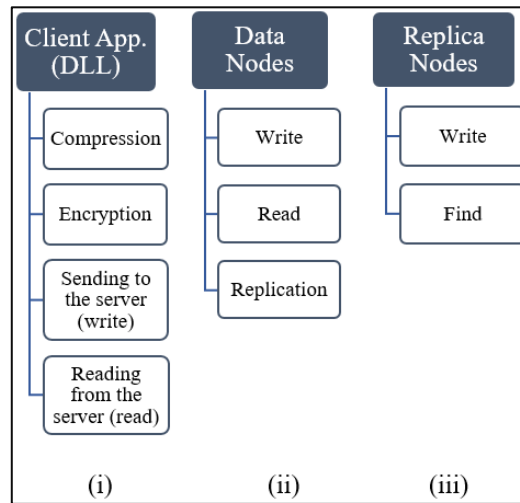 Client App.
(DLL)
Compression
Encryption
Sending to
the server
(write)
Reading
from the
server (read)
(i)
Data
Nodes
Write
Read
Replication
(ii)
Replica
Nodes
Write
Find
(iii)